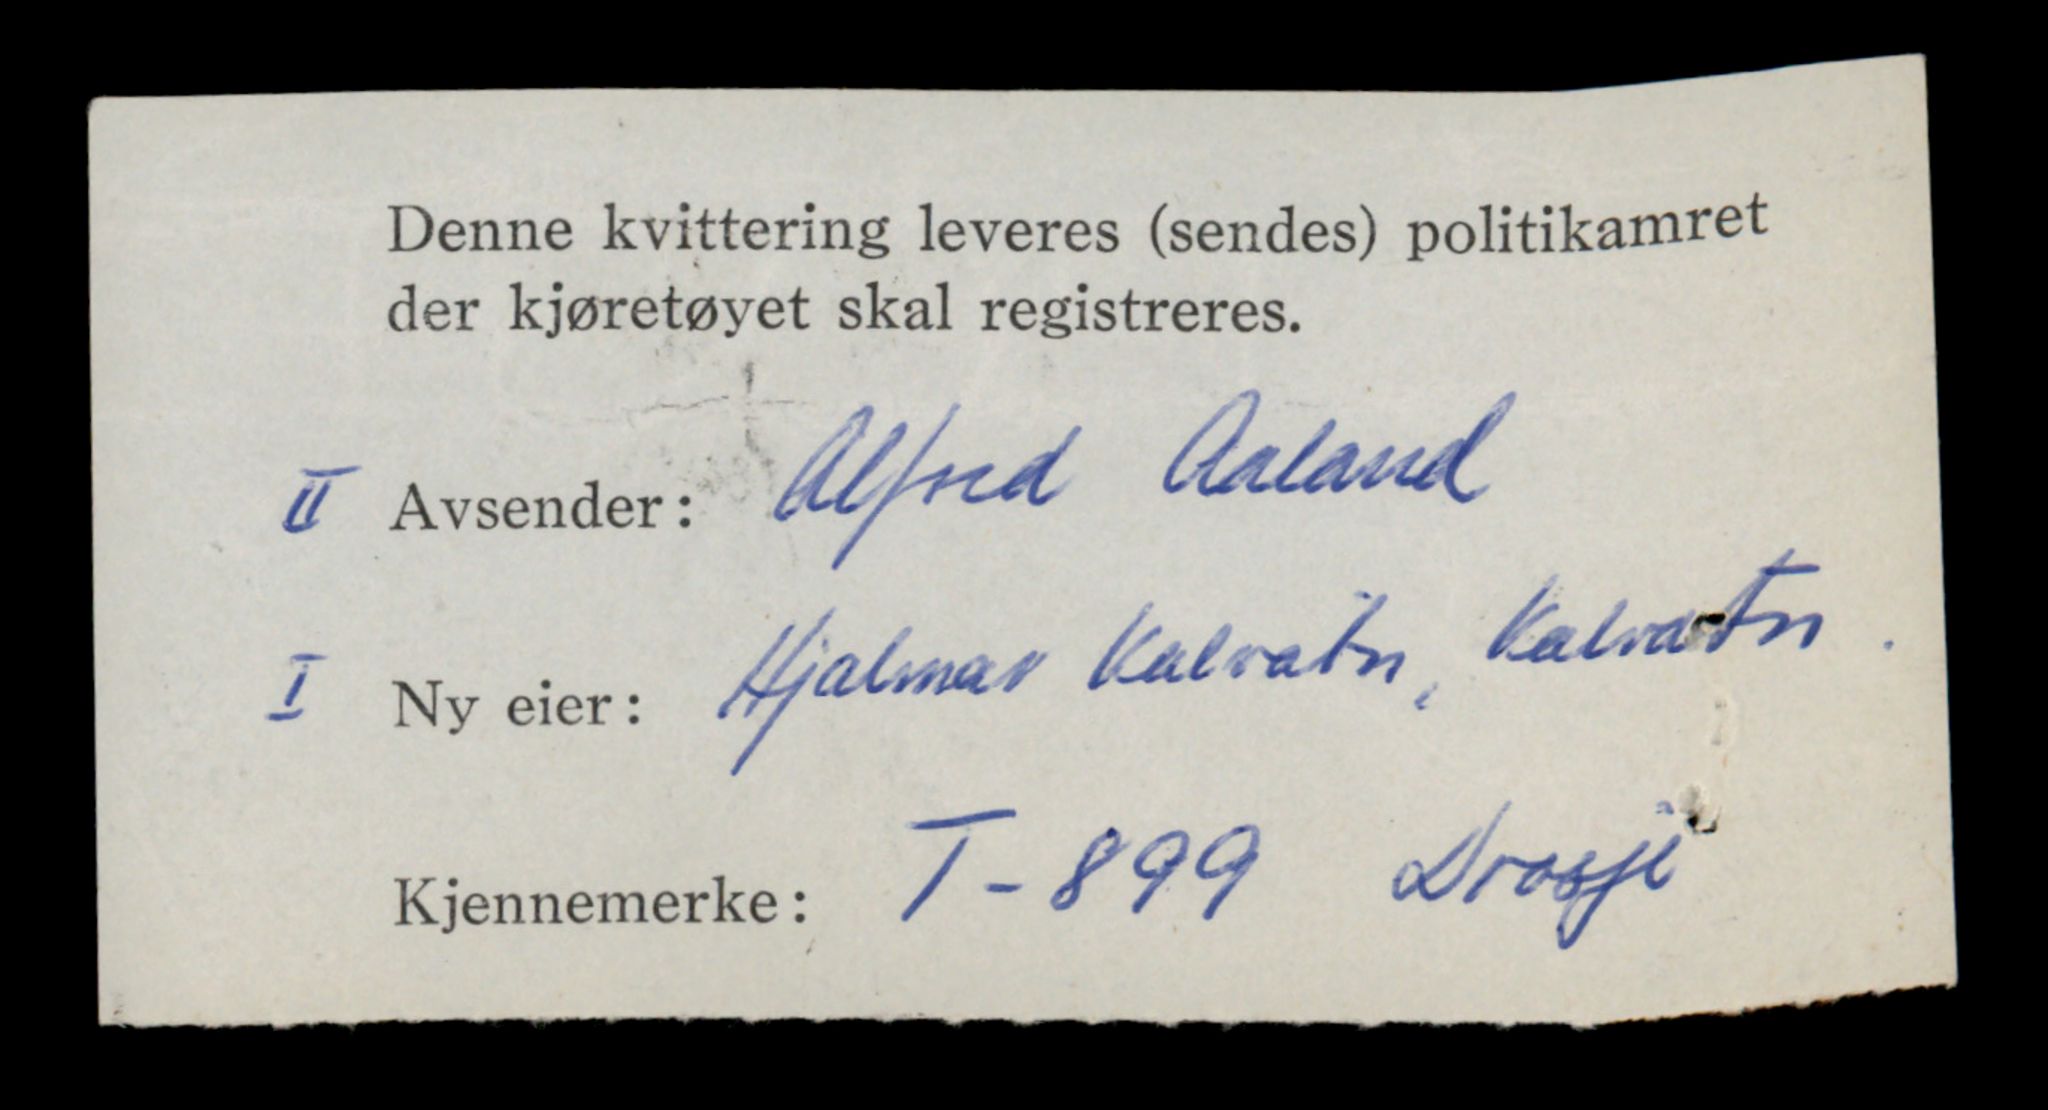 Denne kvittering leveres (sendes) politikamret
der kjøretøyet skal registreres.
II Avsender: Alfred Aaland
I Ny eier: Hjalmar Kalvatn, Kalvatn.
Kjennemerke: T-899 Drosje